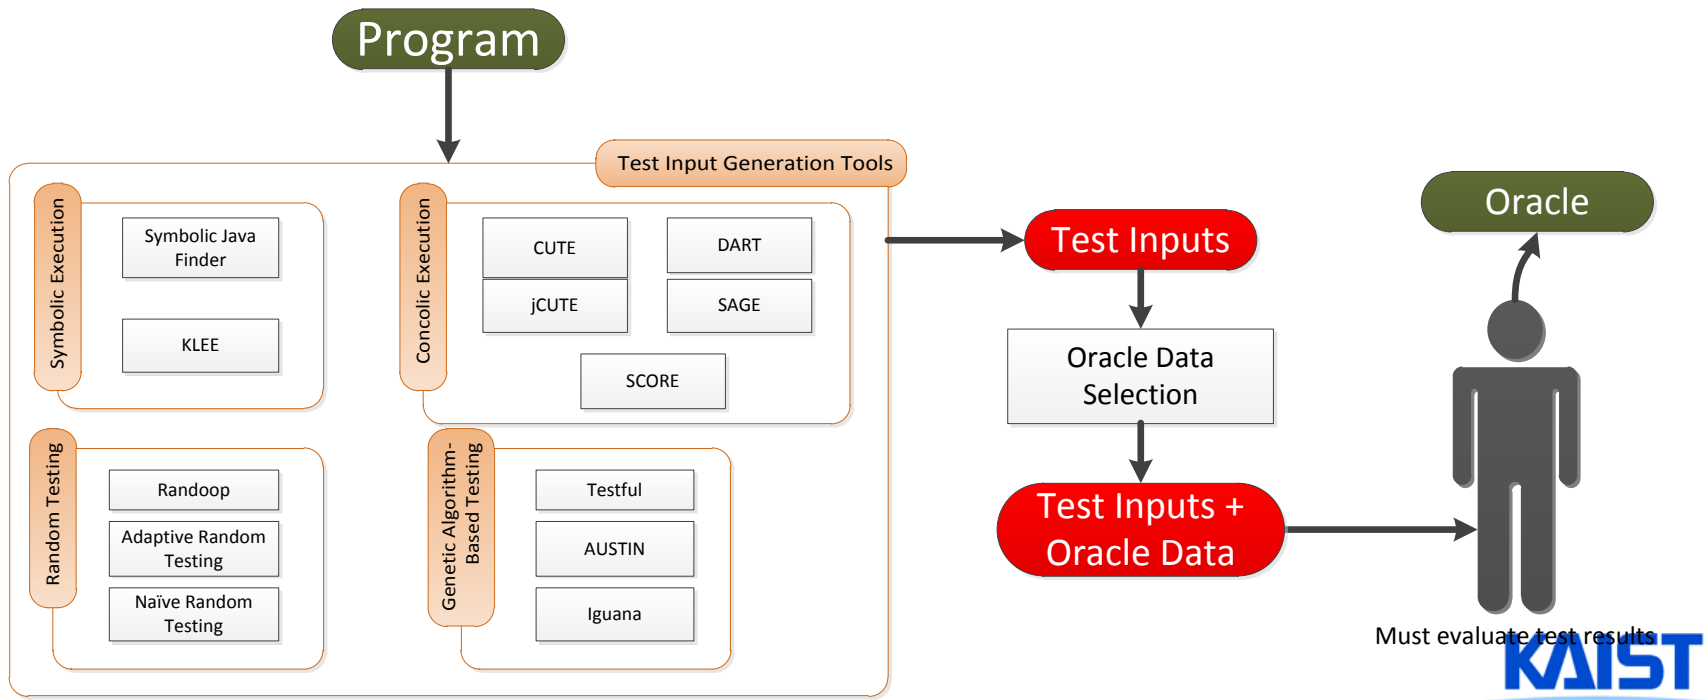 Program
Test Input Generation Tools
Symbolic Execution
Symbolic Java
Finder
KLEE
Concolic Execution
CUTE
DART
jCUTE
SAGE
SCORE
Random Testing
Randoop
Adaptive Random
Testing
Naïve Random
Testing
Genetic Algorithm-
Based Testing
Testful
AUSTIN
Iguana
Test Inputs
Oracle Data
Selection
Test Inputs +
Oracle Data
Oracle
Must evaluate test results
KAIST